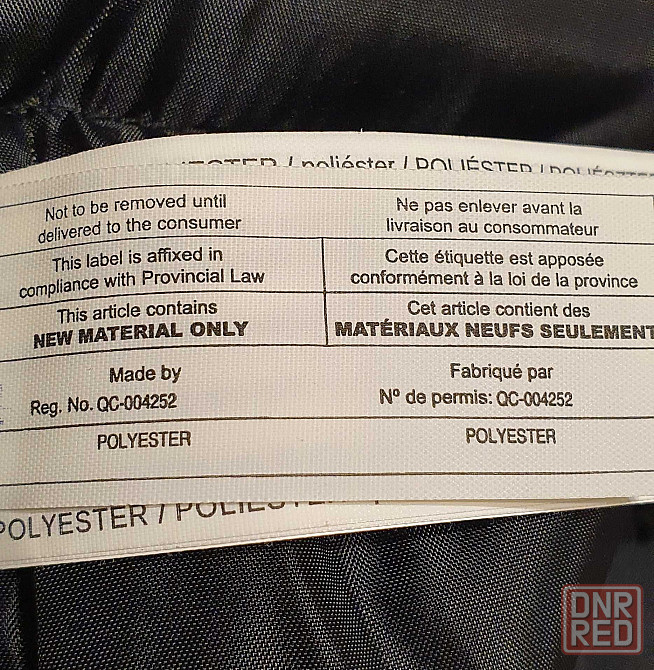 / poliéster / POLIÉSTER /
Not to be removed until
delivered to the consumer
Ne pas enlever avant la
livraison au consommateur
This label is affixed in
compliance with Provincial Law
Cette étiquette est apposée
conformément à la loi de la province
This article contains
NEW MATERIAL ONLY
Cet article contient des
MATÉRIAUX NEUFS SEULEMENT
Made by
Reg. No. QC-004252
Fabriqué par
Nº de permis: QC-004252
POLYESTER
POLYESTER
POLYESTER /
DNR
RED